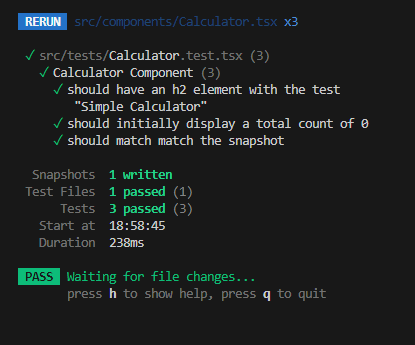 RERUN src/components/Calculator.tsx x3
✓ src/tests/Calculator.test.tsx (3)
✓ Calculator Component (3)
✓ should have an h2 element with the test
"Simple Calculator"
✓ should initially display a total count of 0
✓ should match match the snapshot
Snapshots 1 written
Test Files 1 passed (1)
Tests 3 passed (3)
Start at 18:58:45
Duration 238ms
PASS Waiting for file changes...
press h to show help, press q to quit